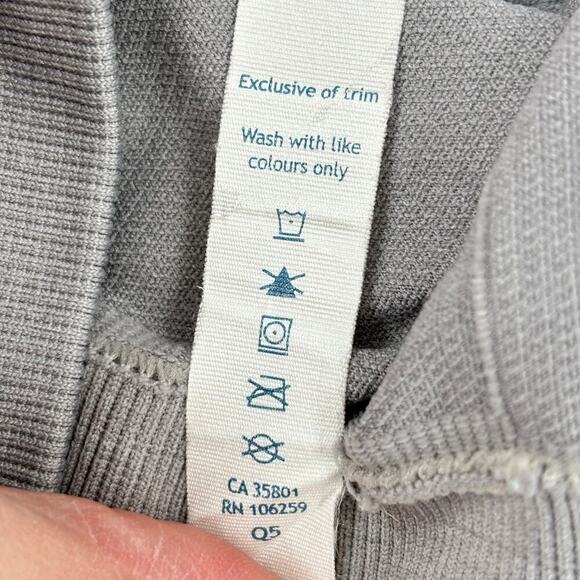 Exclusive of trim
Wash with like
colours only
CA 35801
RN 106259
Q5